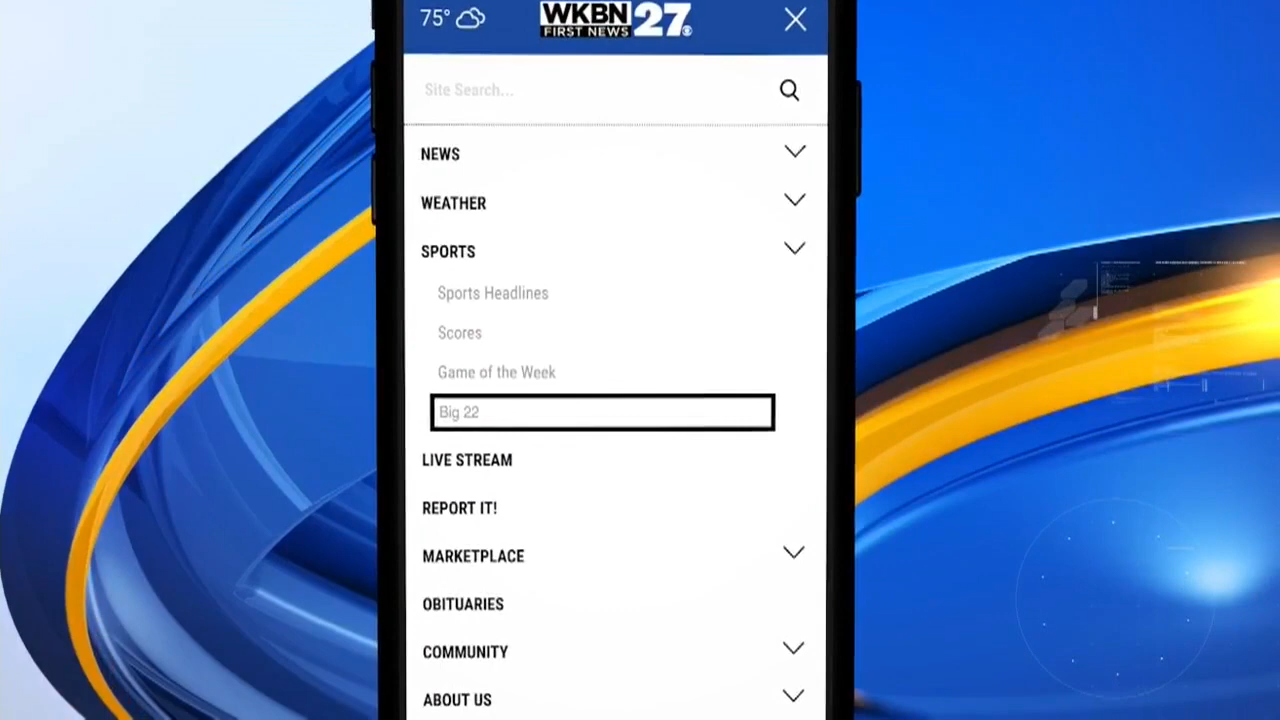 75°
WKBN
FIRST NEWS
27
Site Search...
NEWS
WEATHER
SPORTS
Sports Headlines
Scores
Game of the Week
Big 22
LIVE STREAM
REPORT IT!
MARKETPLACE
OBITUARIES
COMMUNITY
ABOUT US